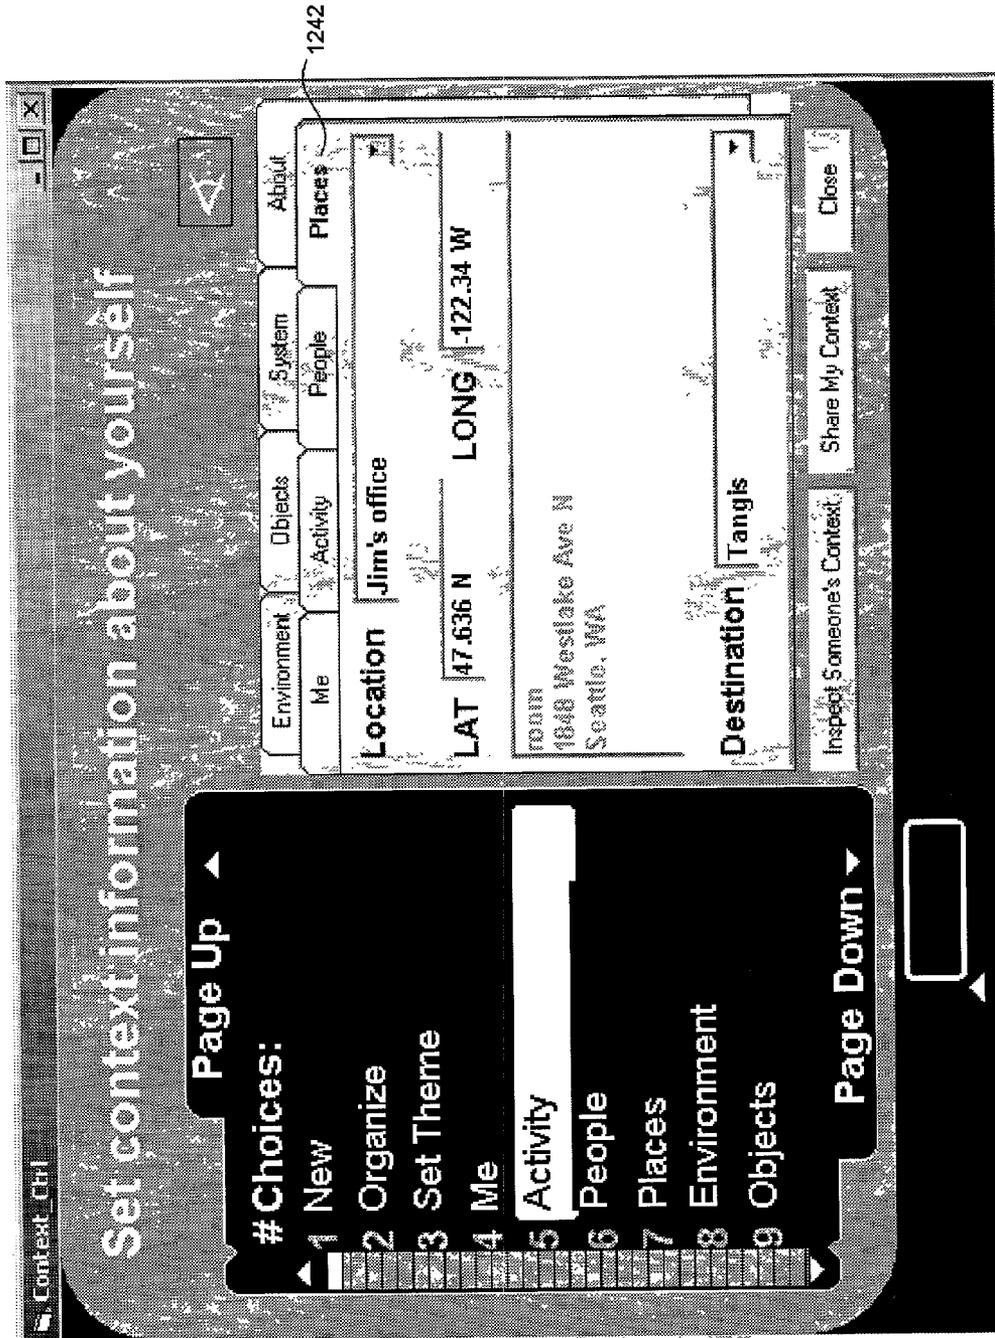 Context_Ctrl
Set context information about yourself
Page Up
#Choices:
1 New
2 Organize
3 Set Theme
4 Me
5 Activity
6 People
7 Places
8 Environment
9 Objects
Page Down
Environment Objects System About
Me Activity People Places
1242
Location Jim's office
LAT 47.636 N LONG -122.34 W
room
1848 Westlake Ave N
Seattle, WA
Destination Tangis
Inspect Someone's Context Share My Context Close